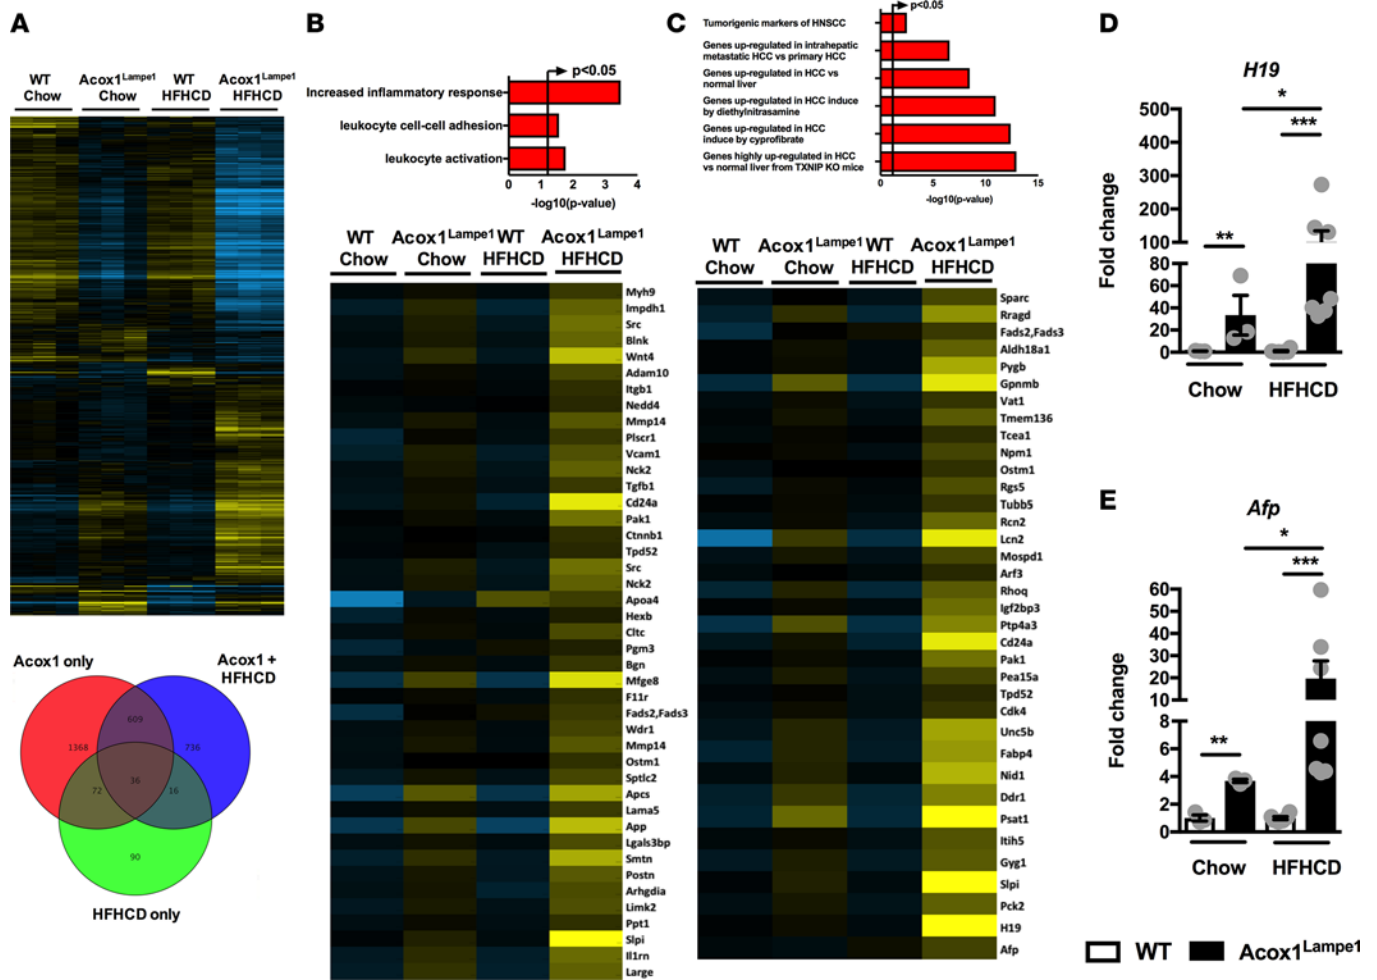 A
WT
Chow
Acox1Lampe1
Chow
WT
HFHCD
Acox1Lampe1
HFHCD
Acox1 only
Acox1 +
HFHCD
609
1368
736
36
72
16
90
HFHCD only
B
p<0.05
Increased inflammatory response
leukocyte cell-cell adhesion
leukocyte activation
0 1 2 3 4
-log10(p-value)
WT
Chow
Acox1Lampe1
Chow
WT
HFHCD
Acox1Lampe1
HFHCD
Myh9
Impdh1
Src
Blnk
Wnt4
Adam10
Itgb1
Nedd4
Mmp14
Plscr1
Vcam1
Nck2
Tgfb1
Cd24a
Pak1
Ctnnb1
Tpd52
Src
Nck2
Apoa4
Hexb
Cltc
Pgm3
Bgn
Mfge8
F11r
Fads2,Fads3
Wdr1
Mmp14
Ostm1
Sptlc2
Apcs
Lama5
App
Lgals3bp
Smtn
Postn
Arhgdia
Limk2
Ppt1
Slpi
Il1rn
Large
C
p<0.05
Tumorigenic markers of HNSCC
Genes up-regulated in intrahepatic
metastatic HCC vs primary HCC
Genes up-regulated in HCC vs
normal liver
Genes up-regulated in HCC induce
by diethylnitrasamine
Genes up-regulated in HCC
induce by cyprofibrate
Genes highly up-regulated in HCC
vs normal liver from TXNIP KO mice
0 5 10 15
-log10(p-value)
WT
Chow
Acox1Lampe1
Chow
WT
HFHCD
Acox1Lampe1
HFHCD
Sparc
Rragd
Fads2,Fads3
Aldh18a1
Pygb
Gpnmb
Vat1
Tmem136
Tcea1
Npm1
Ostm1
Rgs5
Tubb5
Rcn2
Lcn2
Mospd1
Arf3
Rhoq
Igf2bp3
Ptp4a3
Cd24a
Pak1
Pea15a
Tpd52
Cdk4
Unc5b
Fabp4
Nid1
Ddr1
Psat1
Itih5
Gyg1
Slpi
Pck2
H19
Afp
D
H19
*
***
**
Fold change
500
400
300
200
100
80
60
40
20
0
Chow
HFHCD
E
Afp
*
***
**
Fold change
60
50
40
30
20
10
8
6
4
2
0
Chow
HFHCD
WT
Acox1Lampe1